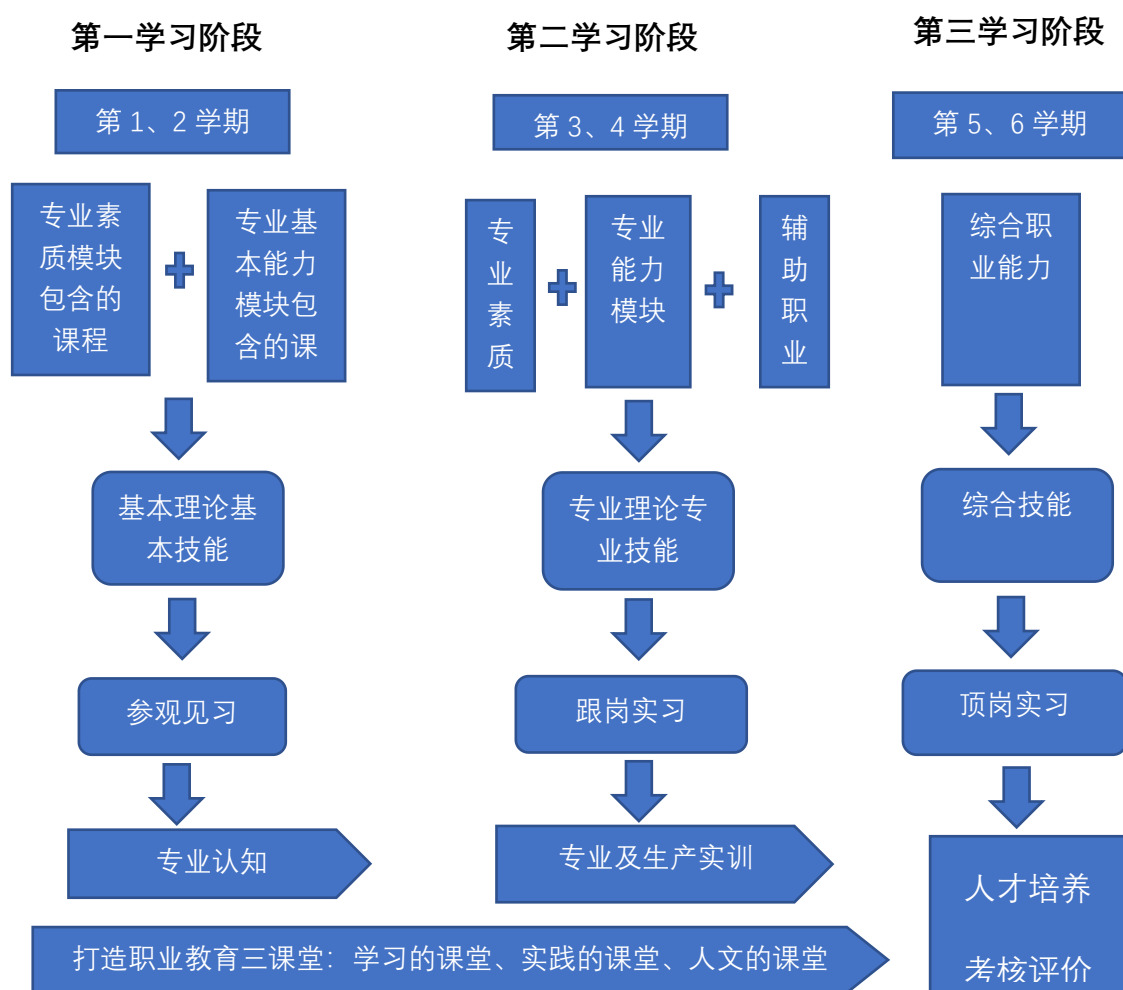 第一学习阶段
第二学习阶段
第三学习阶段
第 1、2 学期
第 3、4 学期
第 5、6 学期
专业素
质模块
包含的
课程
专业基
本能力
模块包
含的课
专
业
素
质
专业
能力
模块
辅
助
职
业
综合职
业能力
基本理论基
本技能
专业理论专
业技能
综合技能
参观见习
跟岗实习
顶岗实习
专业认知
专业及生产实训
人才培养
考核评价
打造职业教育三课堂：学习的课堂、实践的课堂、人文的课堂